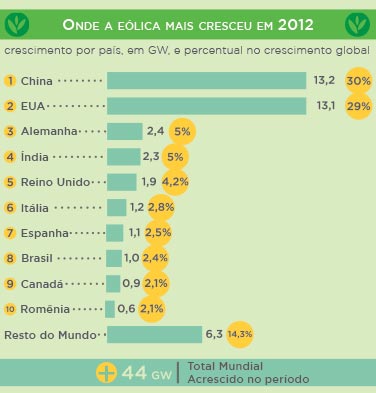 ONDE A EÓLICA MAIS CRESCEU EM 2012
crescimento por país, em GW, e percentual no crescimento global
1 China 13,2 30%
2 EUA 13,1 29%
3 Alemanha 2,4 5%
4 Índia 2,3 5%
5 Reino Unido 1,9 4,2%
6 Itália 1,2 2,8%
7 Espanha 1,1 2,5%
8 Brasil 1,0 2,4%
9 Canadá 0,9 2,1%
10 Romênia 0,6 2,1%
Resto do Mundo 6,3 14,3%
+ 44 GW
Total Mundial
Acrescido no período